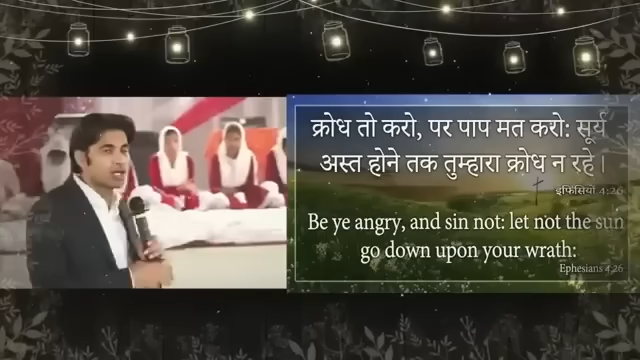 क्रोध तो करो, पर पाप मत करो: सूर्य
अस्त होने तक तुम्हारा क्रोध न रहे।
इफिसियो 4:26
Be ye angry, and sin not: let not the sun
go down upon your wrath:
Ephesians 4:26